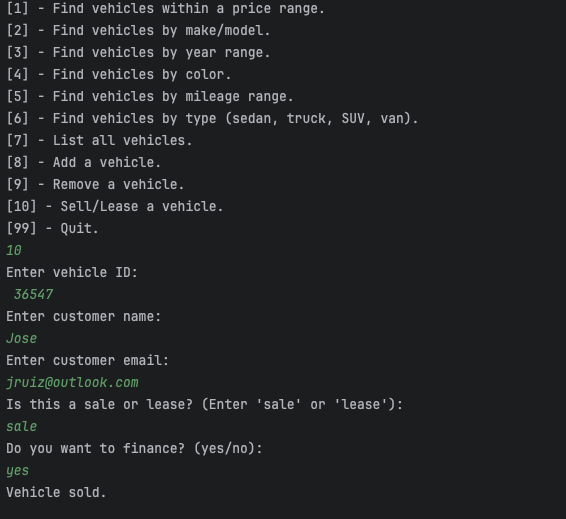 [1] - Find vehicles within a price range.
[2] - Find vehicles by make/model.
[3] - Find vehicles by year range.
[4] - Find vehicles by color.
[5] - Find vehicles by mileage range.
[6] - Find vehicles by type (sedan, truck, SUV, van).
[7] - List all vehicles.
[8] - Add a vehicle.
[9] - Remove a vehicle.
[10] - Sell/Lease a vehicle.
[99] - Quit.
10
Enter vehicle ID:
36547
Enter customer name:
Jose
Enter customer email:
jruiz@outlook.com
Is this a sale or lease? (Enter 'sale' or 'lease'):
sale
Do you want to finance? (yes/no):
yes
Vehicle sold.